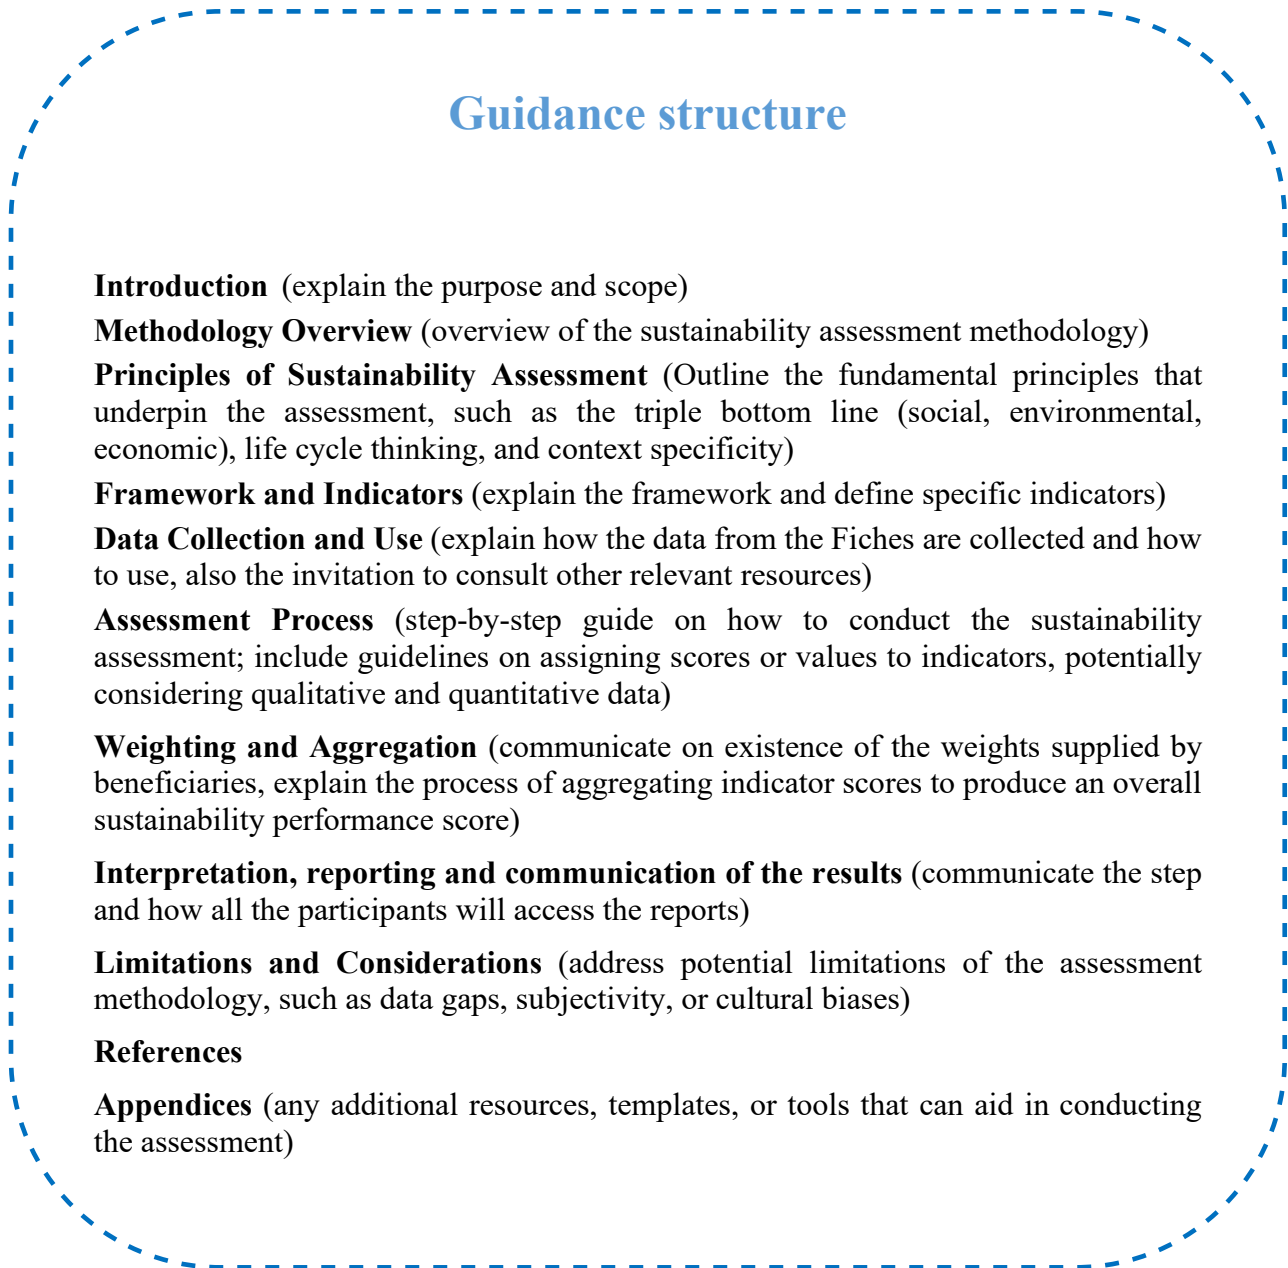 Guidance structure
Introduction (explain the purpose and scope)
Methodology Overview (overview of the sustainability assessment methodology)
Principles of Sustainability Assessment (Outline the fundamental principles that
underpin the assessment, such as the triple bottom line (social, environmental,
economic), life cycle thinking, and context specificity)
Framework and Indicators (explain the framework and define specific indicators)
Data Collection and Use (explain how the data from the Fiches are collected and how
to use, also the invitation to consult other relevant resources)
Assessment Process (step-by-step guide on how to conduct the sustainability
assessment; include guidelines on assigning scores or values to indicators, potentially
considering qualitative and quantitative data)
Weighting and Aggregation (communicate on existence of the weights supplied by
beneficiaries, explain the process of aggregating indicator scores to produce an overall
sustainability performance score)
Interpretation, reporting and communication of the results (communicate the step
and how all the participants will access the reports)
Limitations and Considerations (address potential limitations of the assessment
methodology, such as data gaps, subjectivity, or cultural biases)
References
Appendices (any additional resources, templates, or tools that can aid in conducting
the assessment)